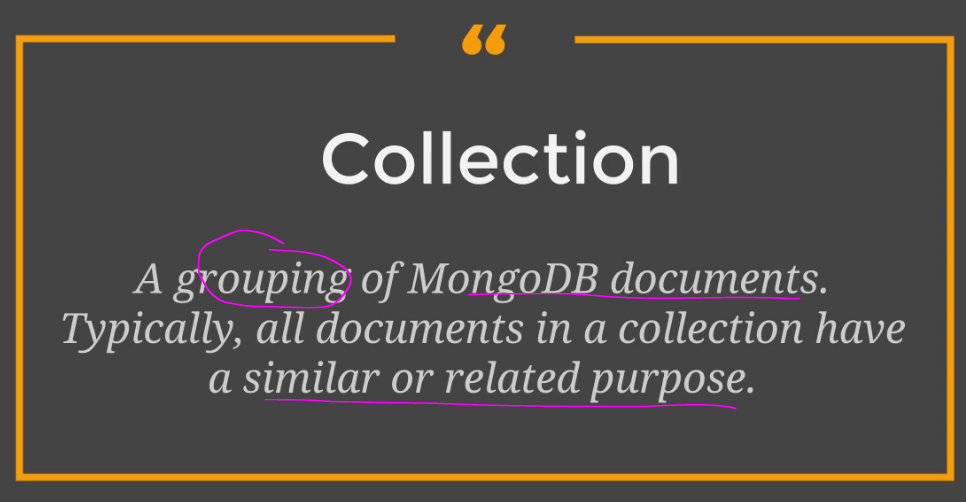 “
Collection
A grouping of MongoDB documents.
Typically, all documents in a collection have
a similar or related purpose.